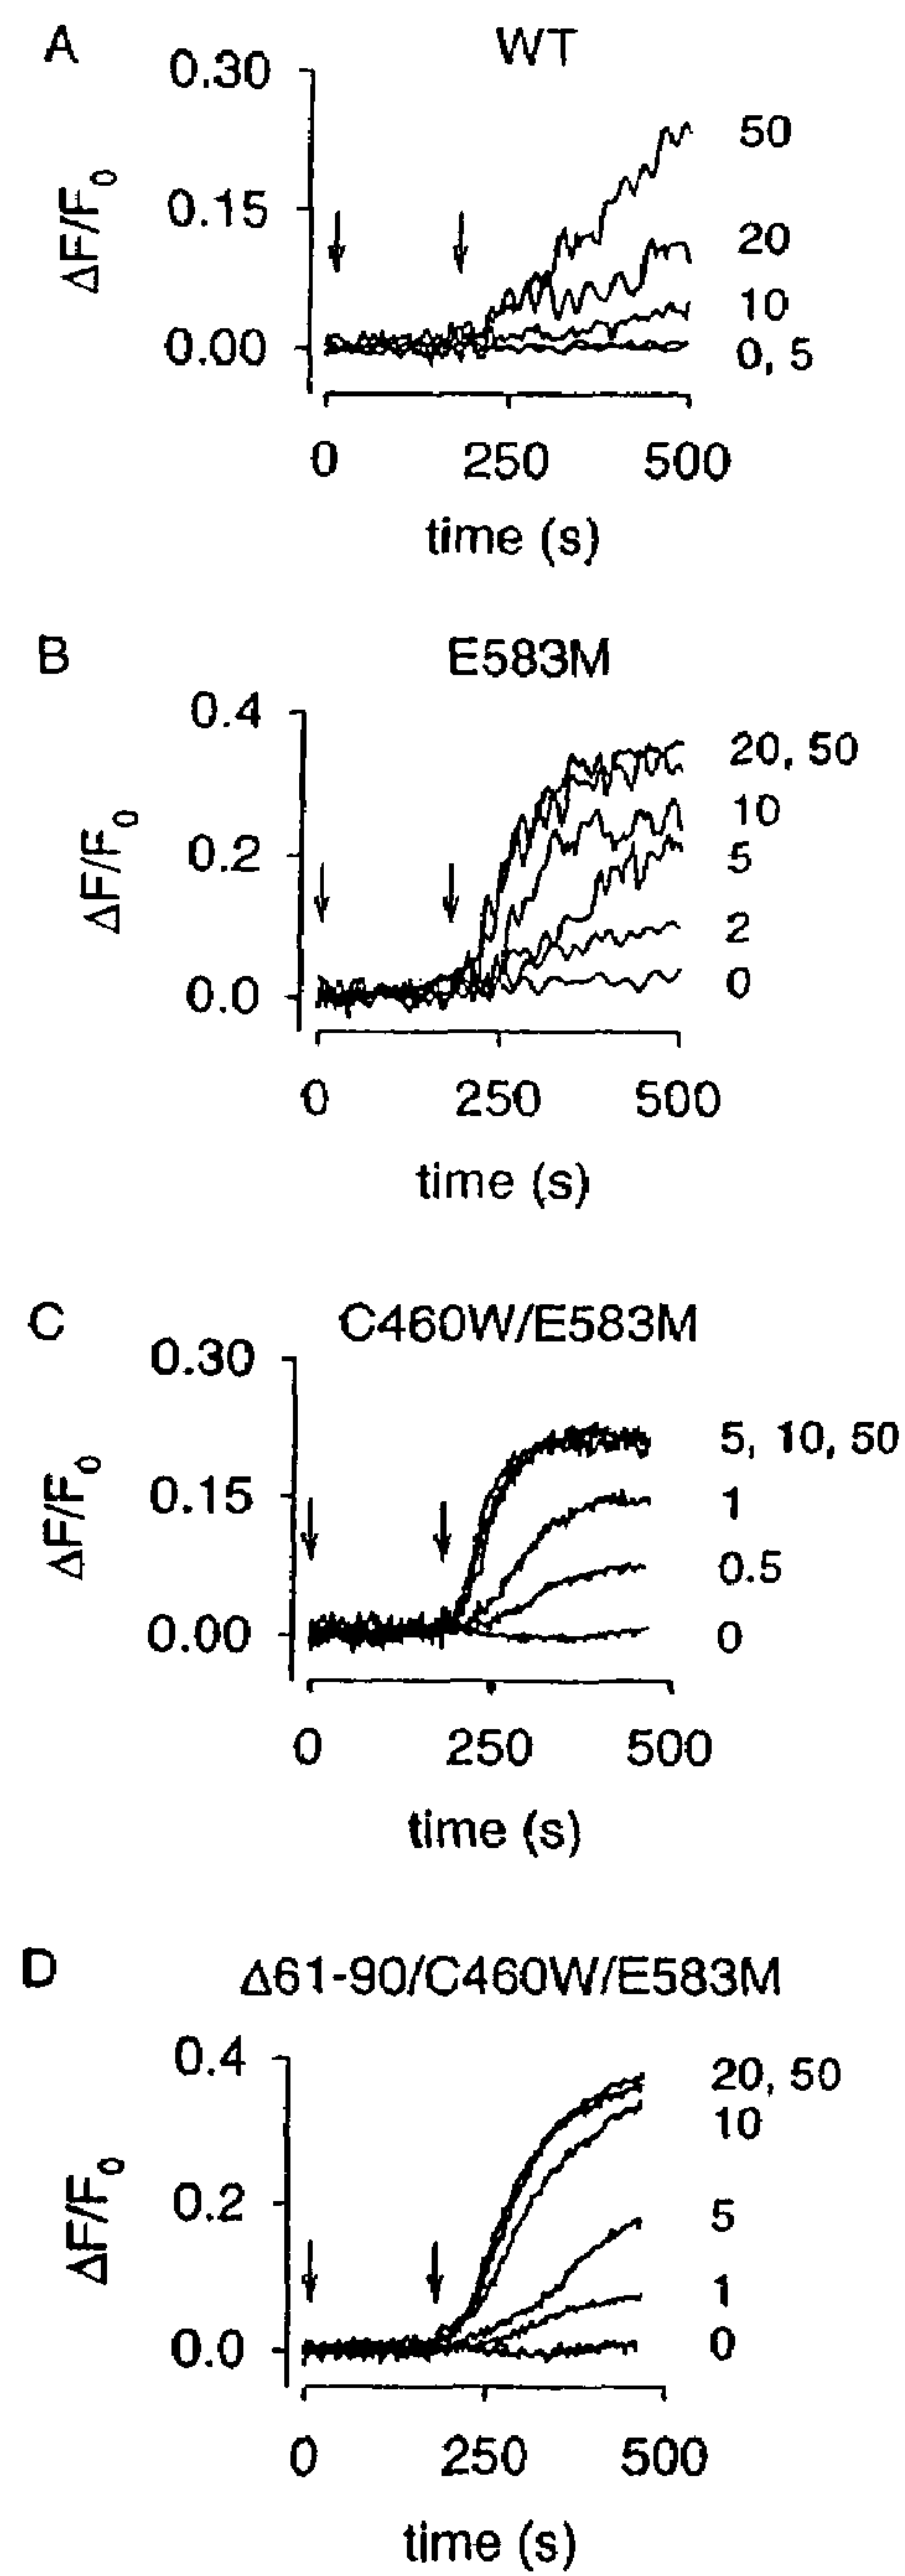 A
WT
0.30
0.15
0.00
ΔF/F0
50
20
10
0, 5
0 250 500
time (s)
B
E583M
0.4
0.2
0.0
ΔF/F0
20, 50
10
5
2
0
0 250 500
time (s)
C
C460W/E583M
0.30
0.15
0.00
ΔF/F0
5, 10, 50
1
0.5
0
0 250 500
time (s)
D
Δ61-90/C460W/E583M
0.4
0.2
0.0
ΔF/F0
20, 50
10
5
1
0
0 250 500
time (s)